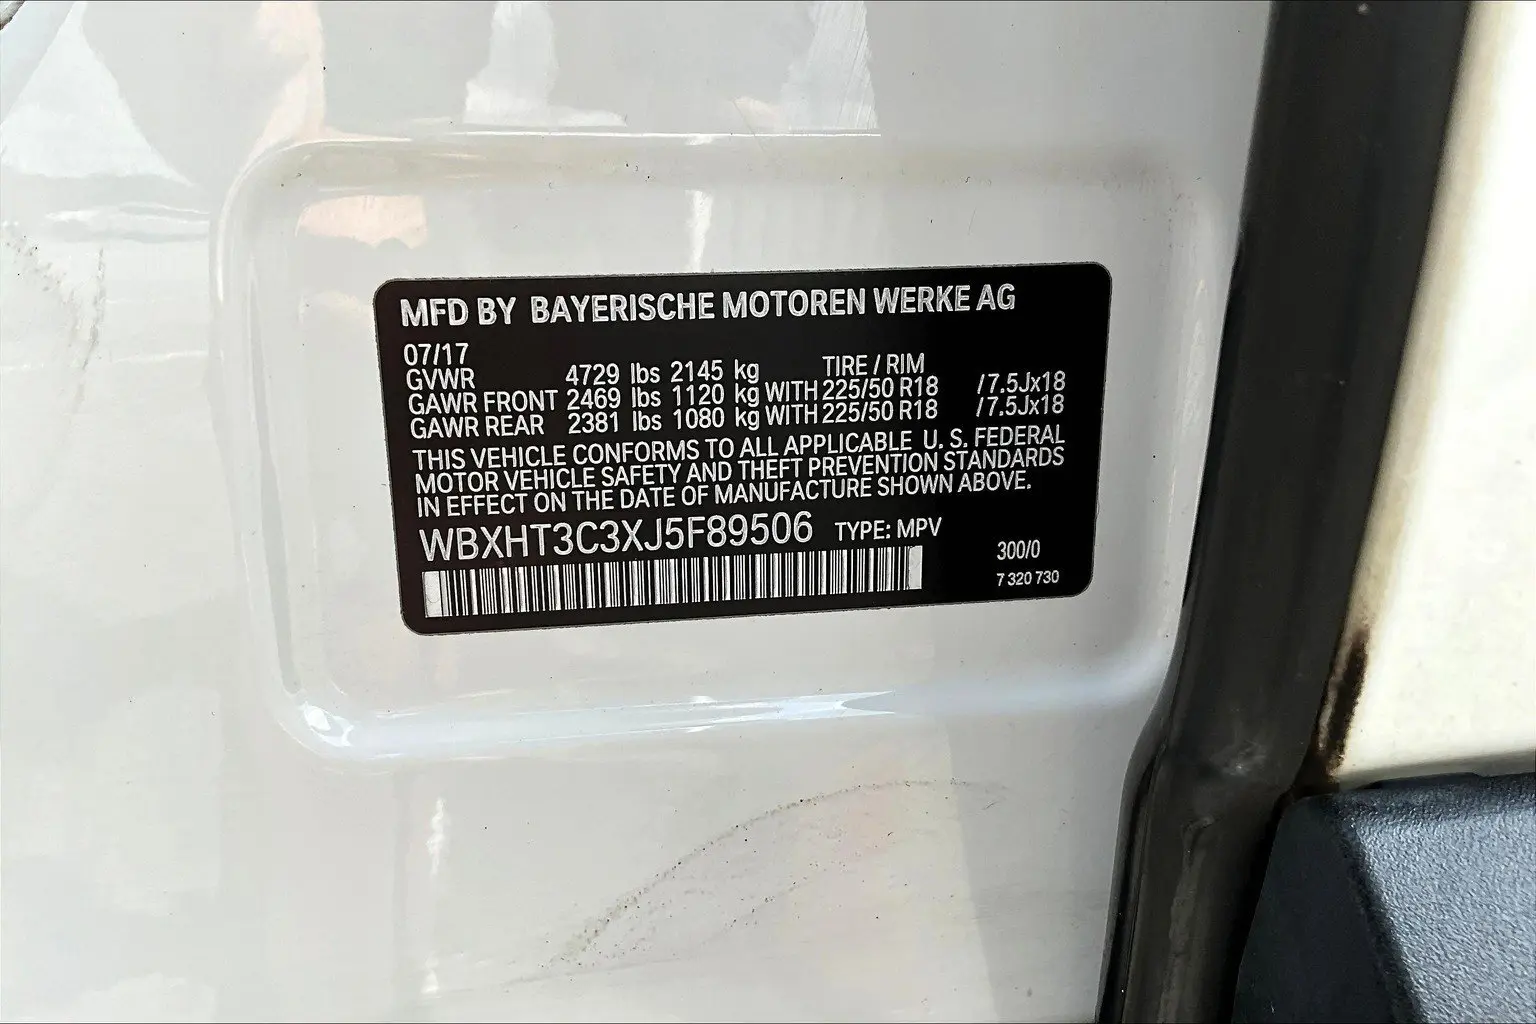 MFD BY BAYERISCHE MOTOREN WERKE AG
07/17
GVWR 4729 lbs 2145 kg TIRE / RIM
GAWR FRONT 2469 lbs 1120 kg WITH 225/50 R18 /7.5Jx18
GAWR REAR 2381 lbs 1080 kg WITH 225/50 R18 /7.5Jx18
THIS VEHICLE CONFORMS TO ALL APPLICABLE U. S. FEDERAL
MOTOR VEHICLE SAFETY AND THEFT PREVENTION STANDARDS
IN EFFECT ON THE DATE OF MANUFACTURE SHOWN ABOVE.
WBXHT3C3XJ5F89506 TYPE: MPV
300/0
7 320 730